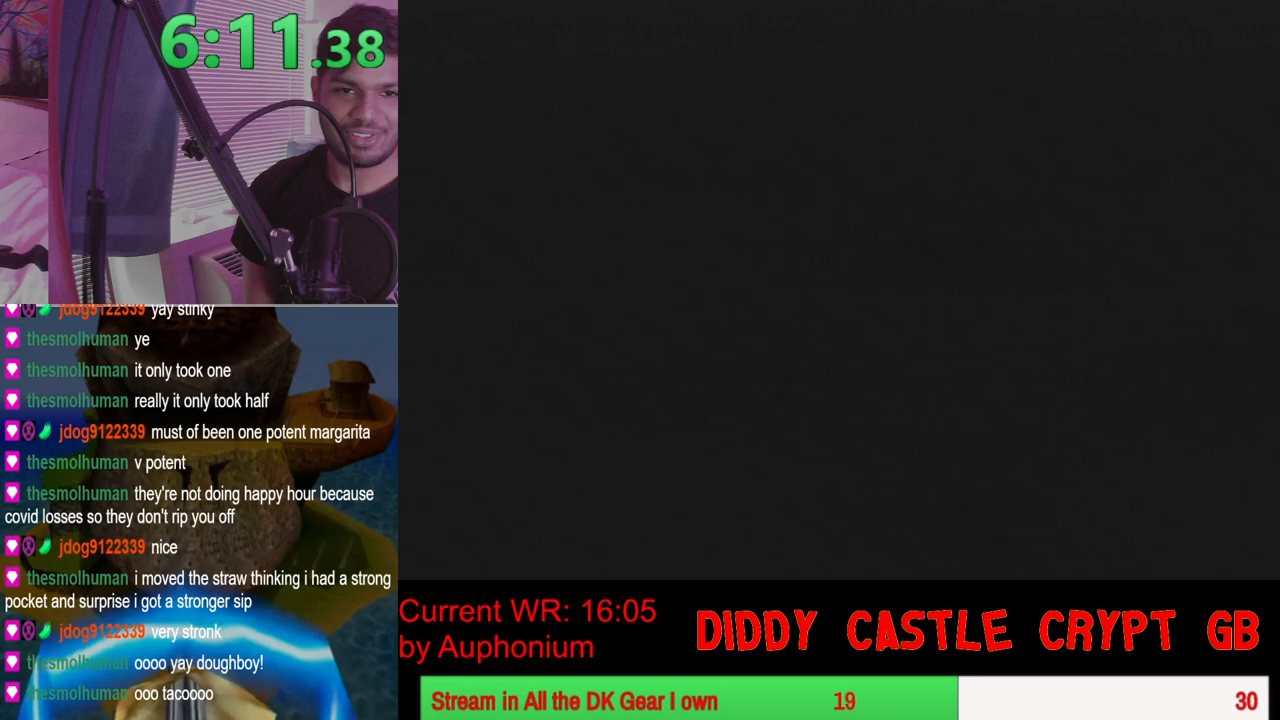 6:11.38
jdog9122339 yay stinky
thesmolhuman ye
thesmolhuman it only took one
thesmolhuman really it only took half
jdog9122339 must of been one potent margarita
thesmolhuman v potent
thesmolhuman they're not doing happy hour because
covid losses so they don't rip you off
jdog9122339 nice
thesmolhuman i moved the straw thinking i had a strong
pocket and surprise i got a stronger sip
jdog9122339 very stronk
thesmolhuman oooo yay doughboy!
thesmolhuman ooo tacoooo
Current WR: 16:05
by Auphonium
DIDDY CASTLE CRYPT GB
Stream in All the DK Gear I own 19 30